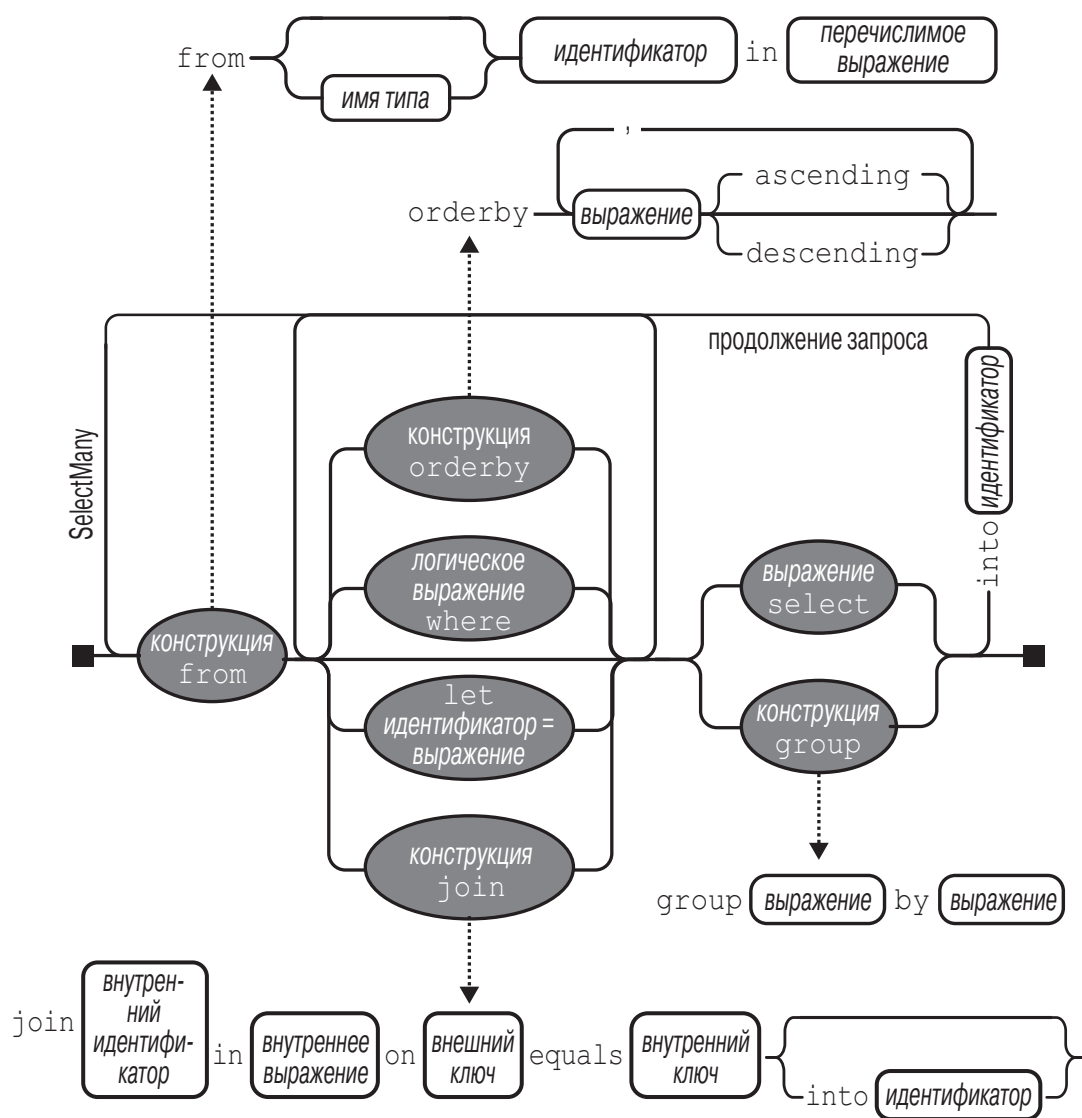 from идентификатор in перечислимое выражение
имя типа
,
ascending
orderby выражение
descending
продолжение запроса
SelectMany
идентификатор
into
конструкция
orderby
логическое
выражение
where
выражение
select
конструкция
from
let
идентификатор =
выражение
конструкция
group
конструкция
join
group выражение by выражение
join
внутрен-
ний
идентифи-
катор
in
внутреннее
выражение
on
внешний
ключ
equals
внутренний
ключ
into идентификатор